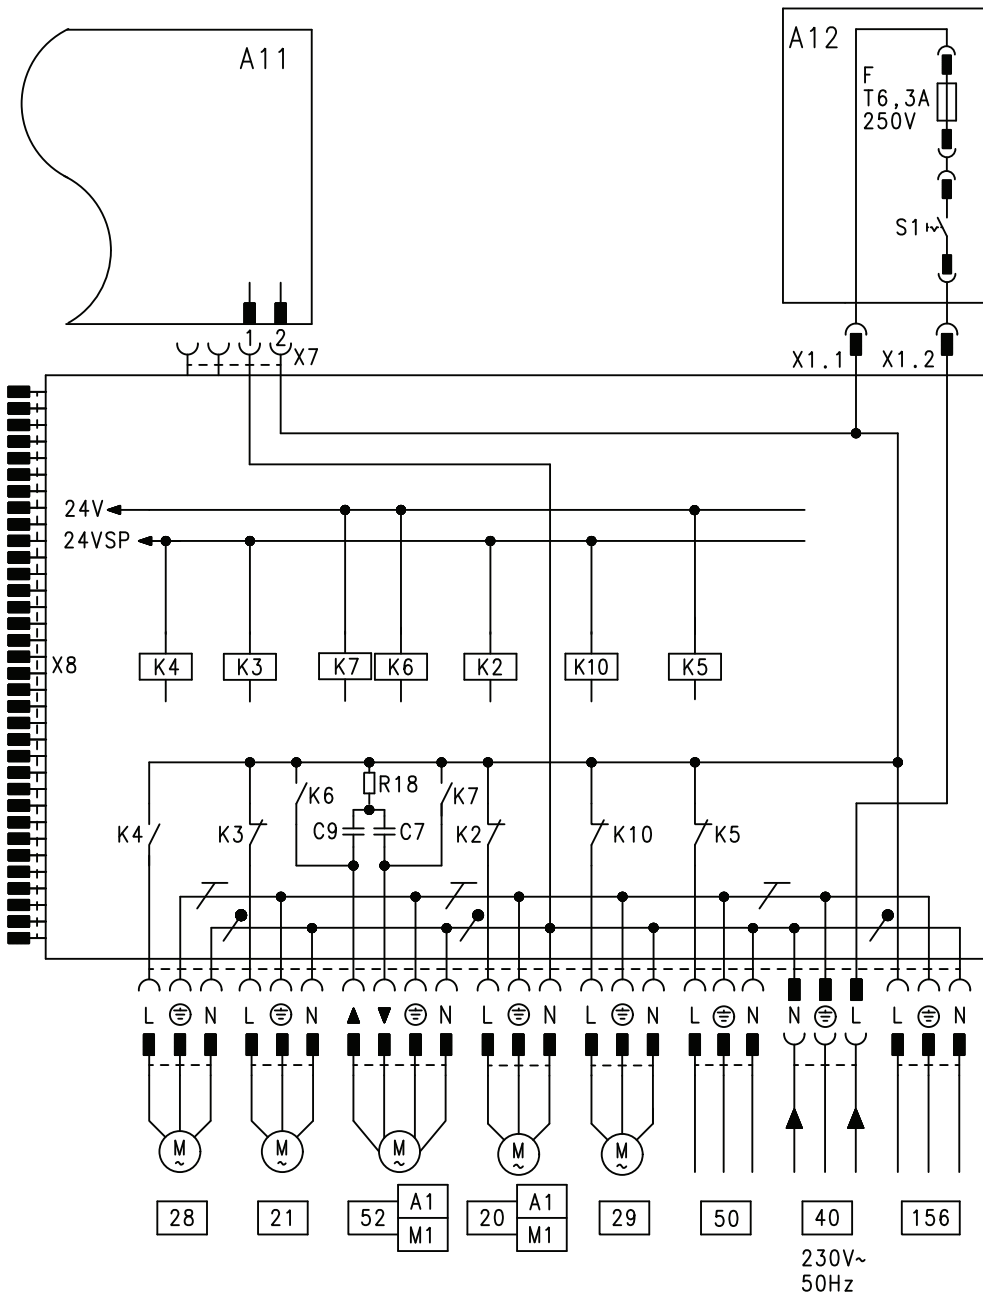 A11
A12
F
T6,3A
250V
S1
1 2
X7
X1.1 X1.2
24V
24VSP
X8
K4 K3 K7 K6 K2 K10 K5
K6 R18 K7
K4 K3 C9 C7 K2 K10 K5
L N L N N L N L N L N N L L N
M M M M M
~ ~ ~ ~ ~
28 21 52 A1 20 A1 29 50 40 156
M1 M1
230V~
50Hz